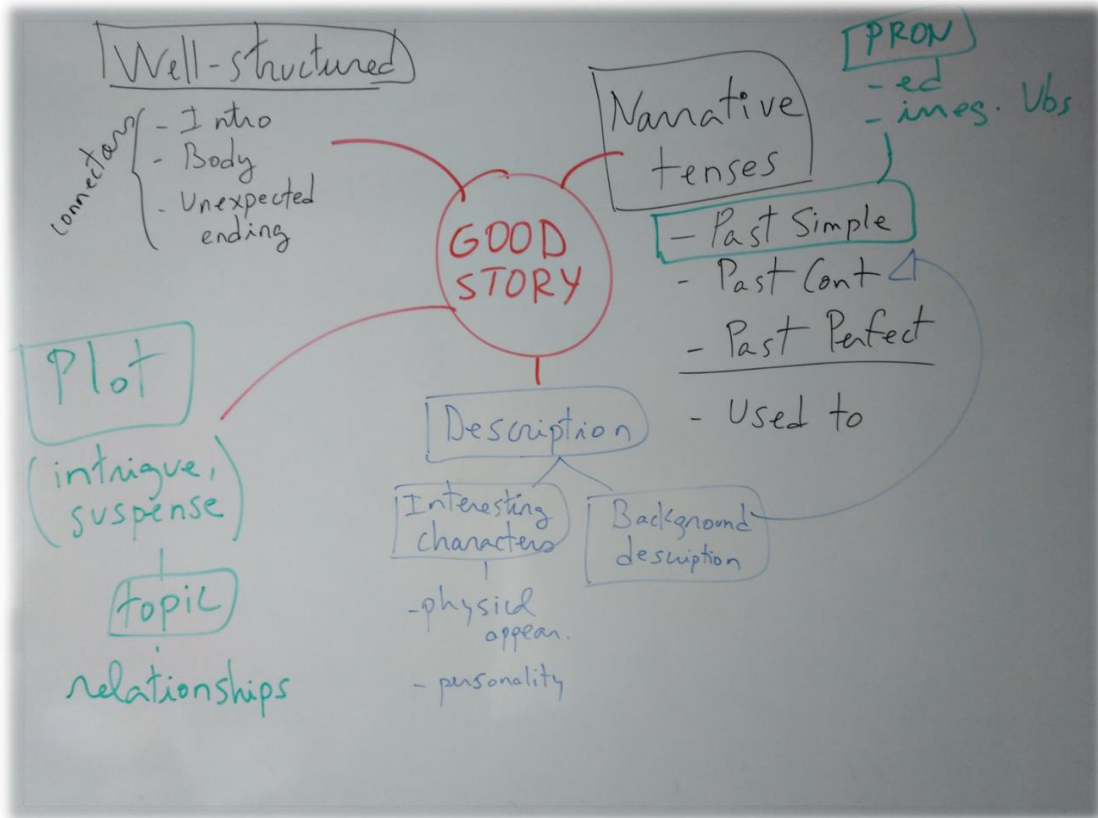 Well-structured
connectors
- Intro
- Body
- Unexpected
ending
GOOD
STORY
Narrative
tenses
PRON
- ed
- irreg. Vbs
- Past Simple
- Past Cont
- Past Perfect
- Used to
Plot
(intrigue,
suspense)
topic
relationships
Description
Interesting
characters
- physical
appear.
- personality
Background
description